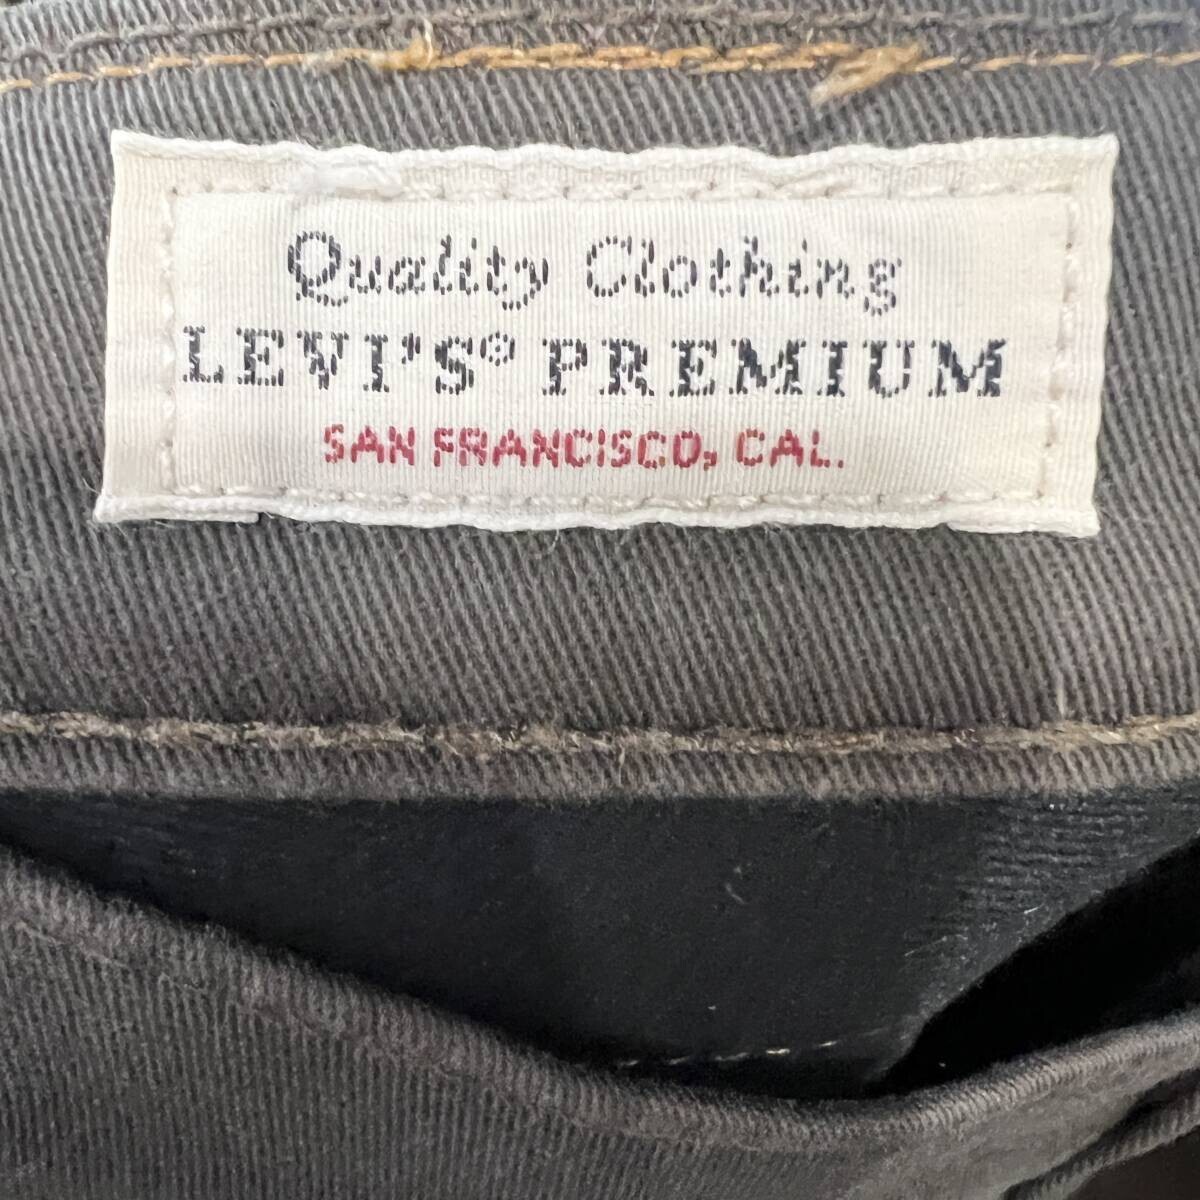 Quality Clothing
LEVI'S® PREMIUM
SAN FRANCISCO, CAL.